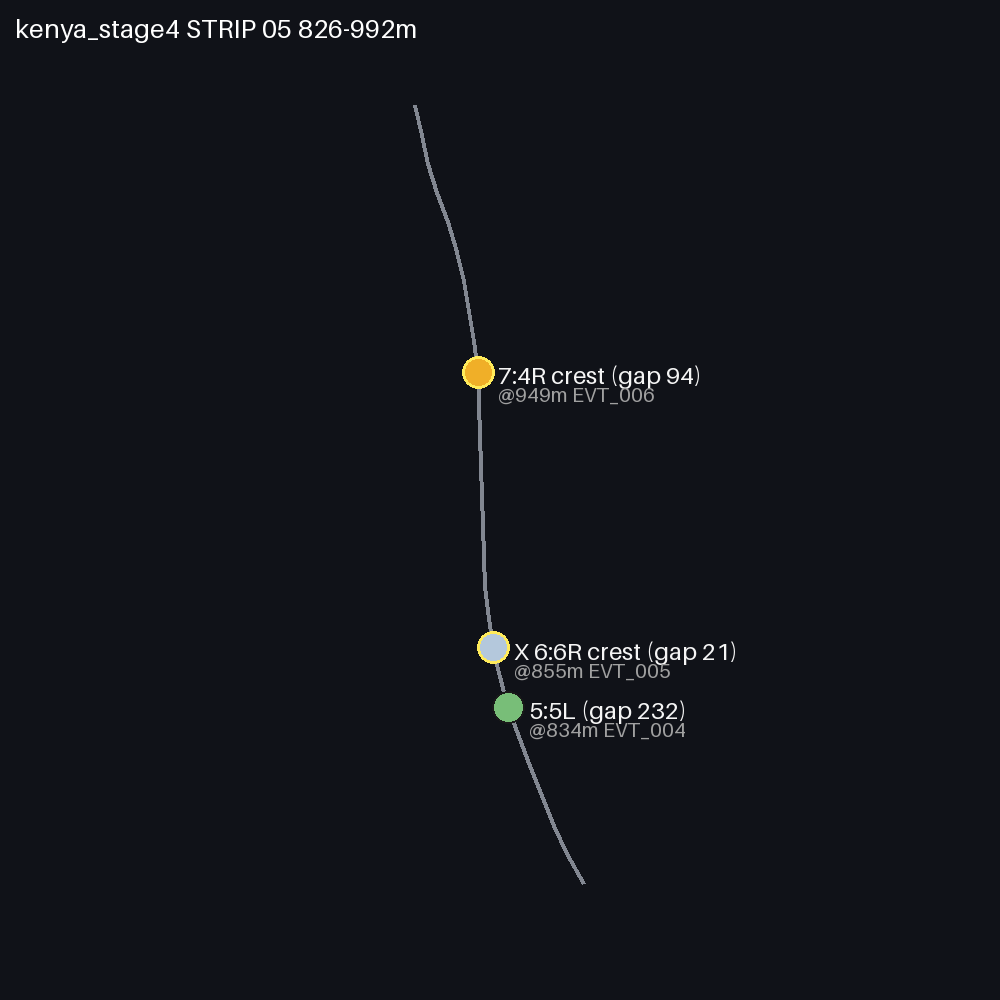 kenya_stage4 STRIP 05 826-992m
7:4R crest (gap 94)
@949m EVT_006
X 6:6R crest (gap 21)
@855m EVT_005
5:5L (gap 232)
@834m EVT_004